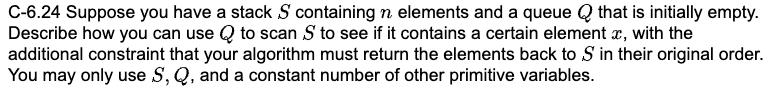 C-6.24 Suppose you have a stack S containing n elements and a queue Q that is initially empty.
Describe how you can use Q to scan S to see if it contains a certain element x, with the
additional constraint that your algorithm must return the elements back to S in their original order.
You may only use S, Q, and a constant number of other primitive variables.